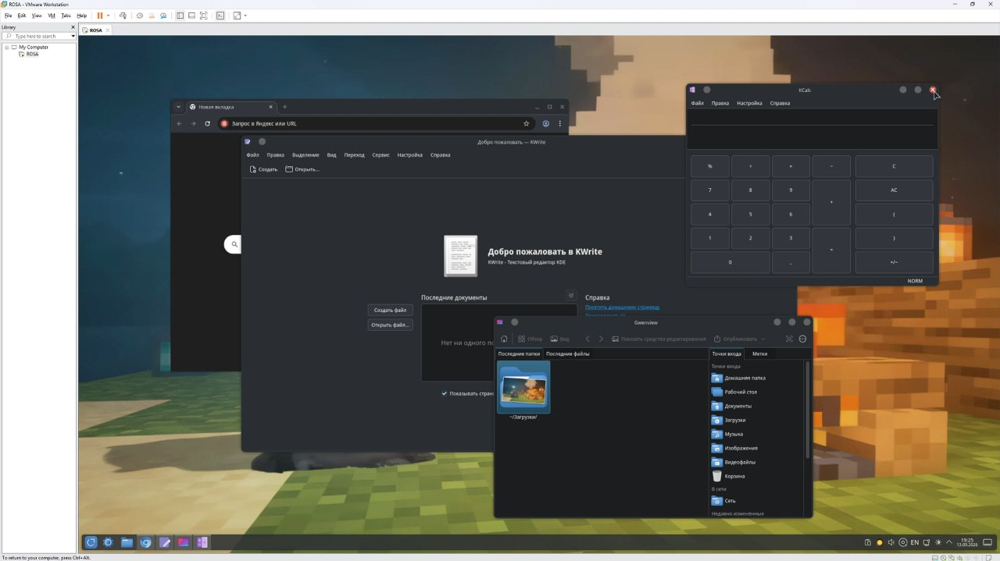 ROSA - VMware Workstation
File Edit View VM Tabs Help
Library
Type here to search
My Computer
ROSA
ROSA
Новая вкладка
Запрос в Яндекс или URL
Добро пожаловать — KWrite
Файл Правка Выделение Вид Переход Сервис Настройка Справка
Создать Открыть...
Добро пожаловать в KWrite
KWrite - Текстовый редактор KDE
Последние документы
Справка
Создать файл
Посетить домашнюю страницу
Открыть файл...
Нет ни одного
Показывать
KCalc
Файл Правка Настройка Справка
% ÷ × − C
7 8 9 + AC
4 5 6 (
1 2 3 = )
0 . +/−
NORM
Gwenview
Обзор Вид Показать средства редактирования Опубликовать
Последние папки Последние файлы
Точки входа Метки
~/Загрузки/
Точки входа
Домашняя папка
Рабочий стол
Документы
Загрузки
Музыка
Изображения
Видеофайлы
Корзина
В сети
Сеть
Недавно изменённые
EN
19:25
13.09.2026
To return to your computer, press Ctrl+Alt.